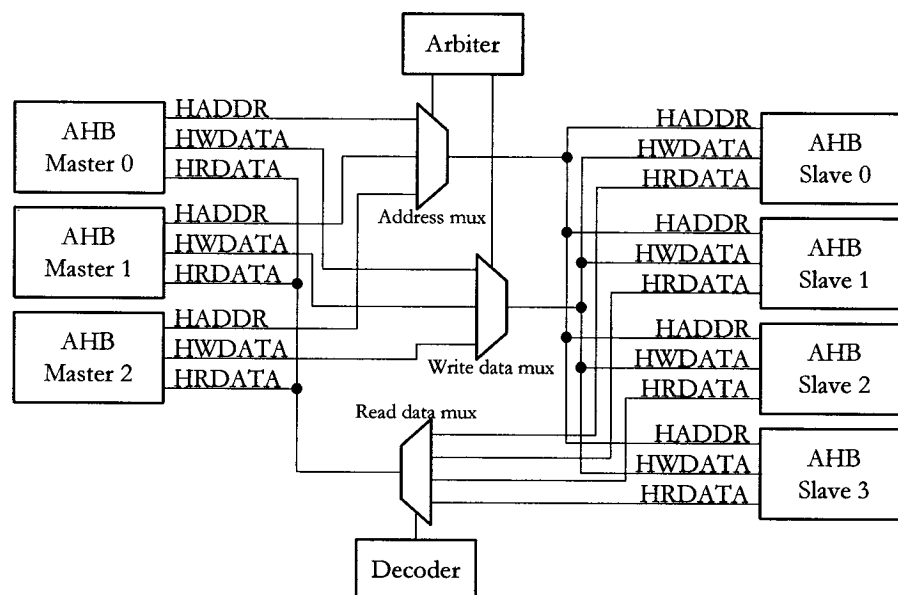 Arbiter
AHB
Master 0
HADDR
HWDATA
HRDATA
AHB
Master 1
HADDR
HWDATA
HRDATA
AHB
Master 2
HADDR
HWDATA
HRDATA
Address mux
Write data mux
Read data mux
Decoder
HADDR
HWDATA
HRDATA
AHB
Slave 0
HADDR
HWDATA
HRDATA
AHB
Slave 1
HADDR
HWDATA
HRDATA
AHB
Slave 2
HADDR
HWDATA
HRDATA
AHB
Slave 3